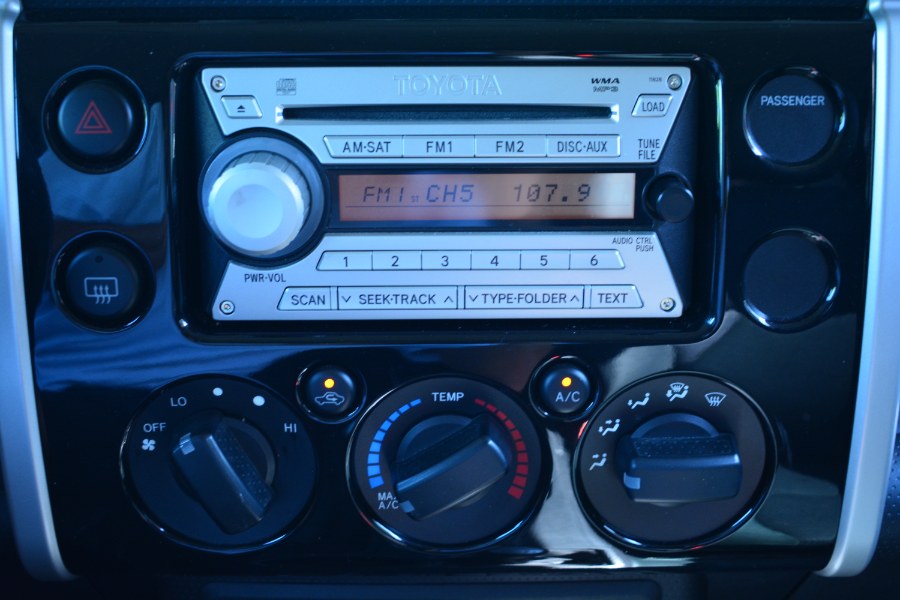 TOYOTA
WMA
LOAD
AM·SAT FM1 FM2 DISC·AUX
TUNE
FILE
PASSENGER
FM1 ST CH5 107.9
AUDIO CTRL
PUSH
1 2 3 4 5 6
PWR·VOL
SCAN SEEK·TRACK TYPE·FOLDER TEXT
LO
HI
OFF
TEMP
MAX
A/C
A/C